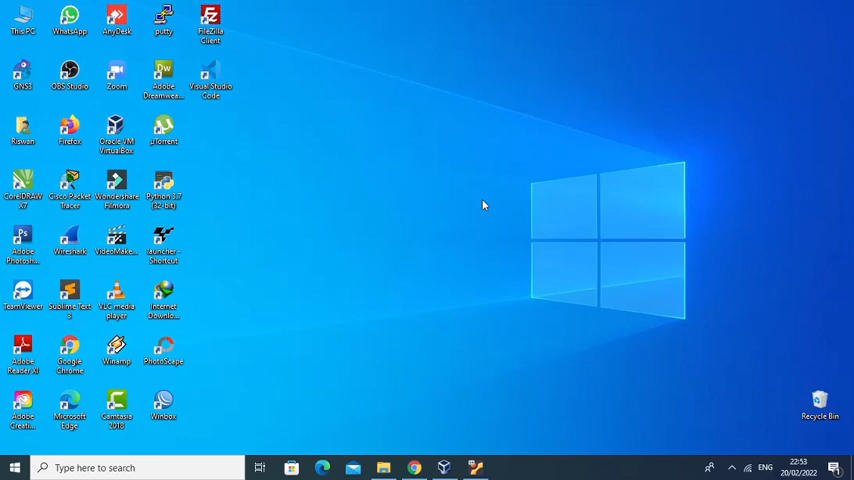 This PC
WhatsApp
AnyDesk
putty
FileZilla
Client
GNS3
OBS Studio
Zoom
Adobe
Dreamwea...
Visual Studio
Code
Riswan
Firefox
Oracle VM
VirtualBox
µTorrent
CorelDRAW
X7
Cisco Packet
Tracer
Wondershare
Filmora
Python 3.7
(32-bit)
Adobe
Photosh...
Wireshark
VideoMake...
launcher -
Shortcut
TeamViewer
Sublime Text
3
VLC media
player
Internet
Downlo...
Adobe
Reader XI
Google
Chrome
Winamp
PhotoScape
Adobe
Creati...
Microsoft
Edge
Camtasia
2018
Winbox
Recycle Bin
Type here to search
ENG
22:53
20/02/2022